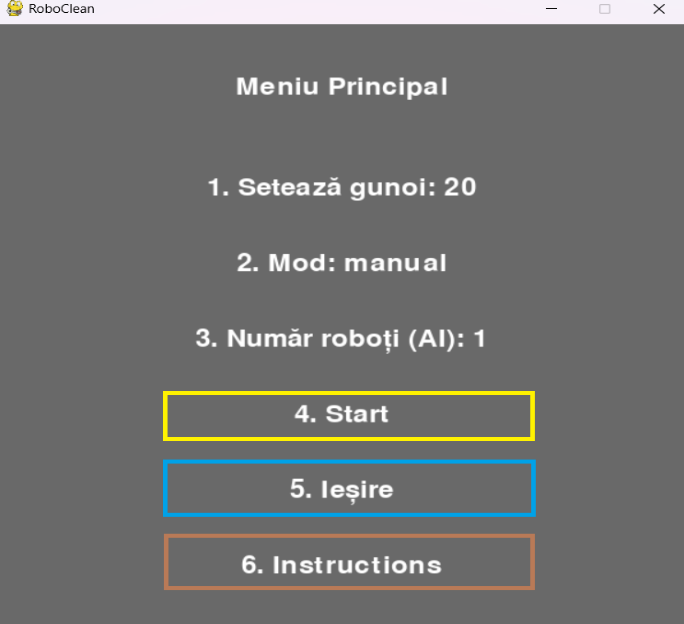 RoboClean
Meniu Principal
1. Setează gunoi: 20
2. Mod: manual
3. Număr roboți (AI): 1
4. Start
5. Ieșire
6. Instructions